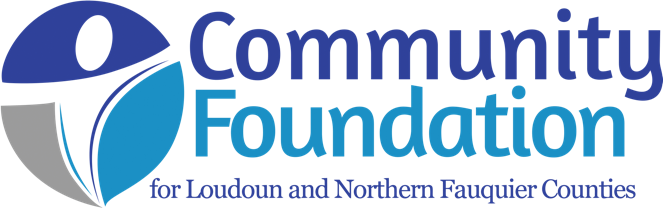 Community
Foundation
for Loudoun and Northern Fauquier Counties